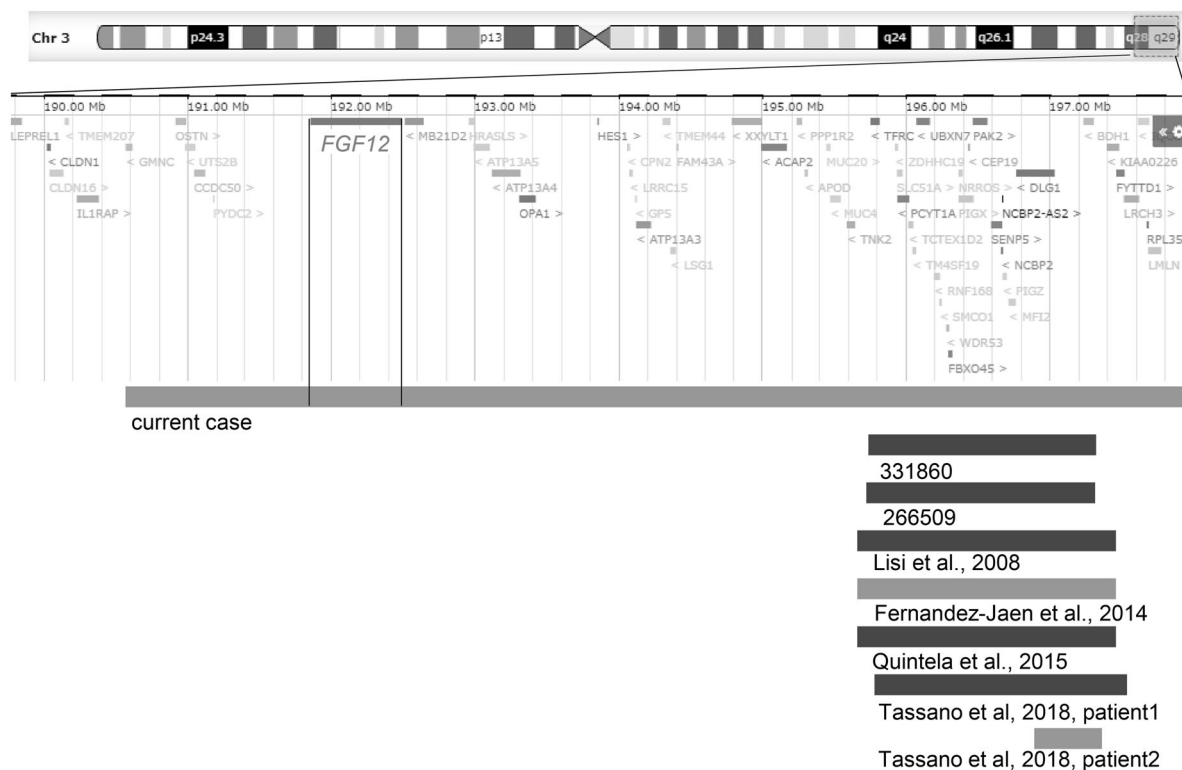 Chr 3 p24.3 p13 q24 q26.1 q28 q29
190.00 Mb 191.00 Mb 192.00 Mb 193.00 Mb 194.00 Mb 195.00 Mb 196.00 Mb 197.00 Mb
LEPREL1 < TMEM207 OSTN > FGF12 < MB21D2 HRASLS > HES1 > < TMEM44 < XXYLT1 < PPP1R2 < TFRC < UBXN7 PAK2 > < BDH1
< CLDN1 < GMNC < UTS2B < ATP13A5 < CPN2 FAM43A > < ACAP2 MUC20 > < ZDHHC19 < CEP19 < DLG1 < KIAA0226
CLDN16 > CCDC50 > < ATP13A4 < LRRC15 < APOD SLC51A > NRROS > FYTTD1 >
IL1RAP > PYDC2 > OPA1 > < GP5 < MUC4 < PCYT1A PIGX > NCBP2-AS2 > LRCH3 >
< ATP13A3 < TNK2 < TCTEX1D2 SENP5 > RPL35
< LSG1 < TM4SF19 < NCBP2 LMLN
< RNF168 < PIGZ
< SMCO1 < MFI2
< WDR53
FBXO45 >
current case
331860
266509
Lisi et al., 2008
Fernandez-Jaen et al., 2014
Quintela et al., 2015
Tassano et al, 2018, patient1
Tassano et al, 2018, patient2